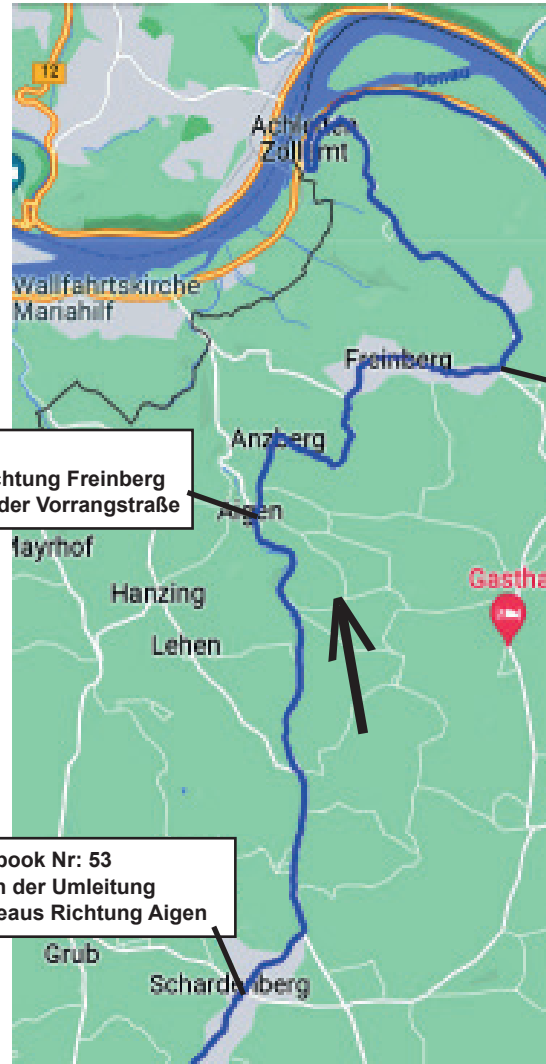 12
Donau
Achleiten
Zollamt
Wallfahrtskirche
Mariahilf
Freinberg
Anzberg
chtung Freinberg
der Vorrangstraße
Aigen
Mayrhof
Hanzing
Gastha
Lehen
book Nr: 53
der Umleitung
eaus Richtung Aigen
Grub
Schardenberg